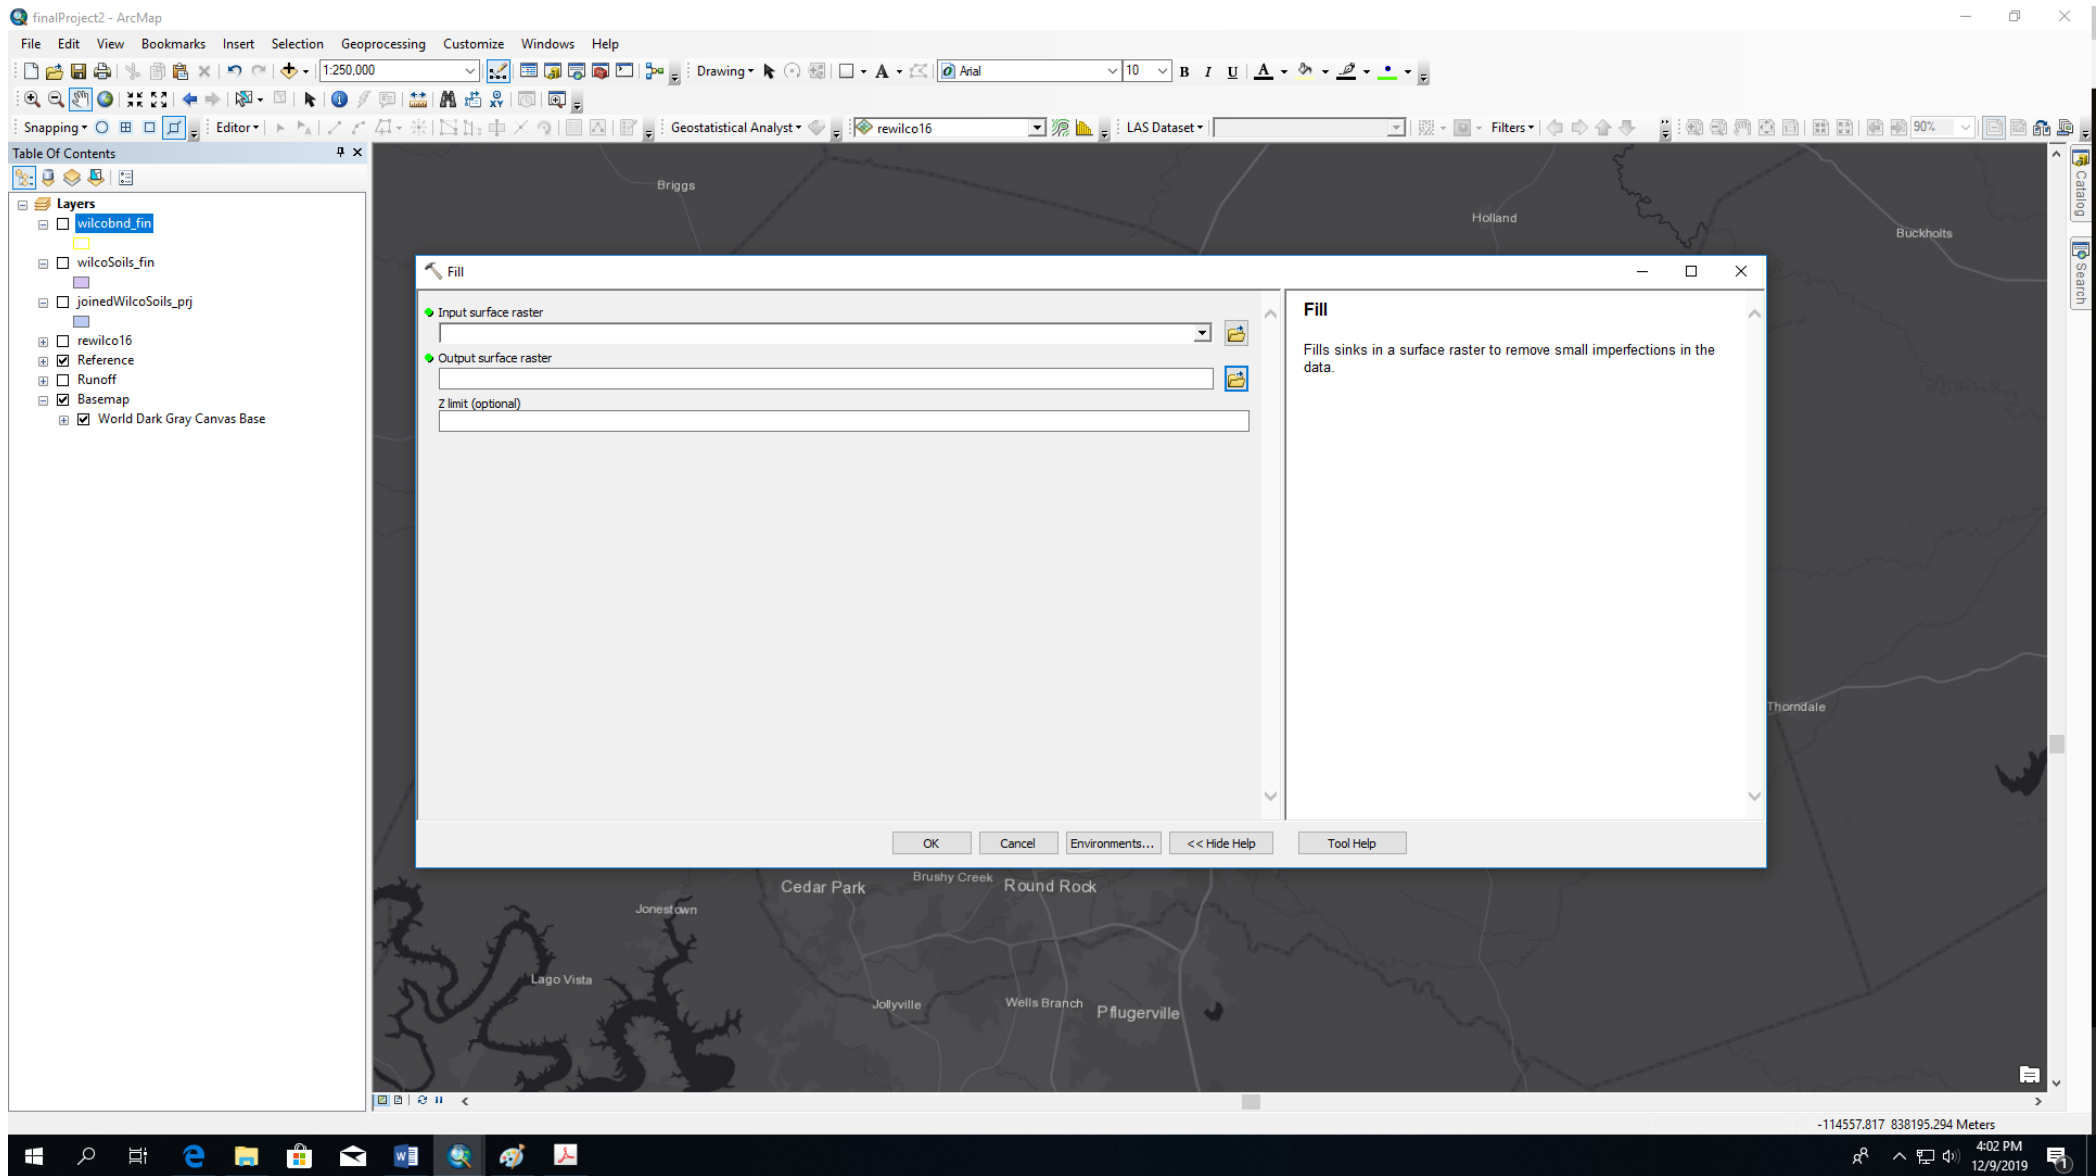 finalProject2 - ArcMap
File Edit View Bookmarks Insert Selection Geoprocessing Customize Windows Help
1:250,000 Drawing A Arial 10 B I U A
Snapping Editor Geostatistical Analyst rewilco16 LAS Dataset Filters 90%
Table Of Contents
Layers
wilcobnd_fin
wilcoSoils_fin
joinedWilcoSoils_prj
rewilco16
Reference
Runoff
Basemap
World Dark Gray Canvas Base
Briggs
Holland
Buckholts
Catalog
Search
Fill
Input surface raster
Output surface raster
Z limit (optional)
Fill
Fills sinks in a surface raster to remove small imperfections in the
data.
OK Cancel Environments... << Hide Help Tool Help
Thorndale
Cedar Park
Brushy Creek
Round Rock
Jonestown
Lago Vista
Jollyville
Wells Branch
Pflugerville
-114557.817 838195.294 Meters
4:02 PM
12/9/2019